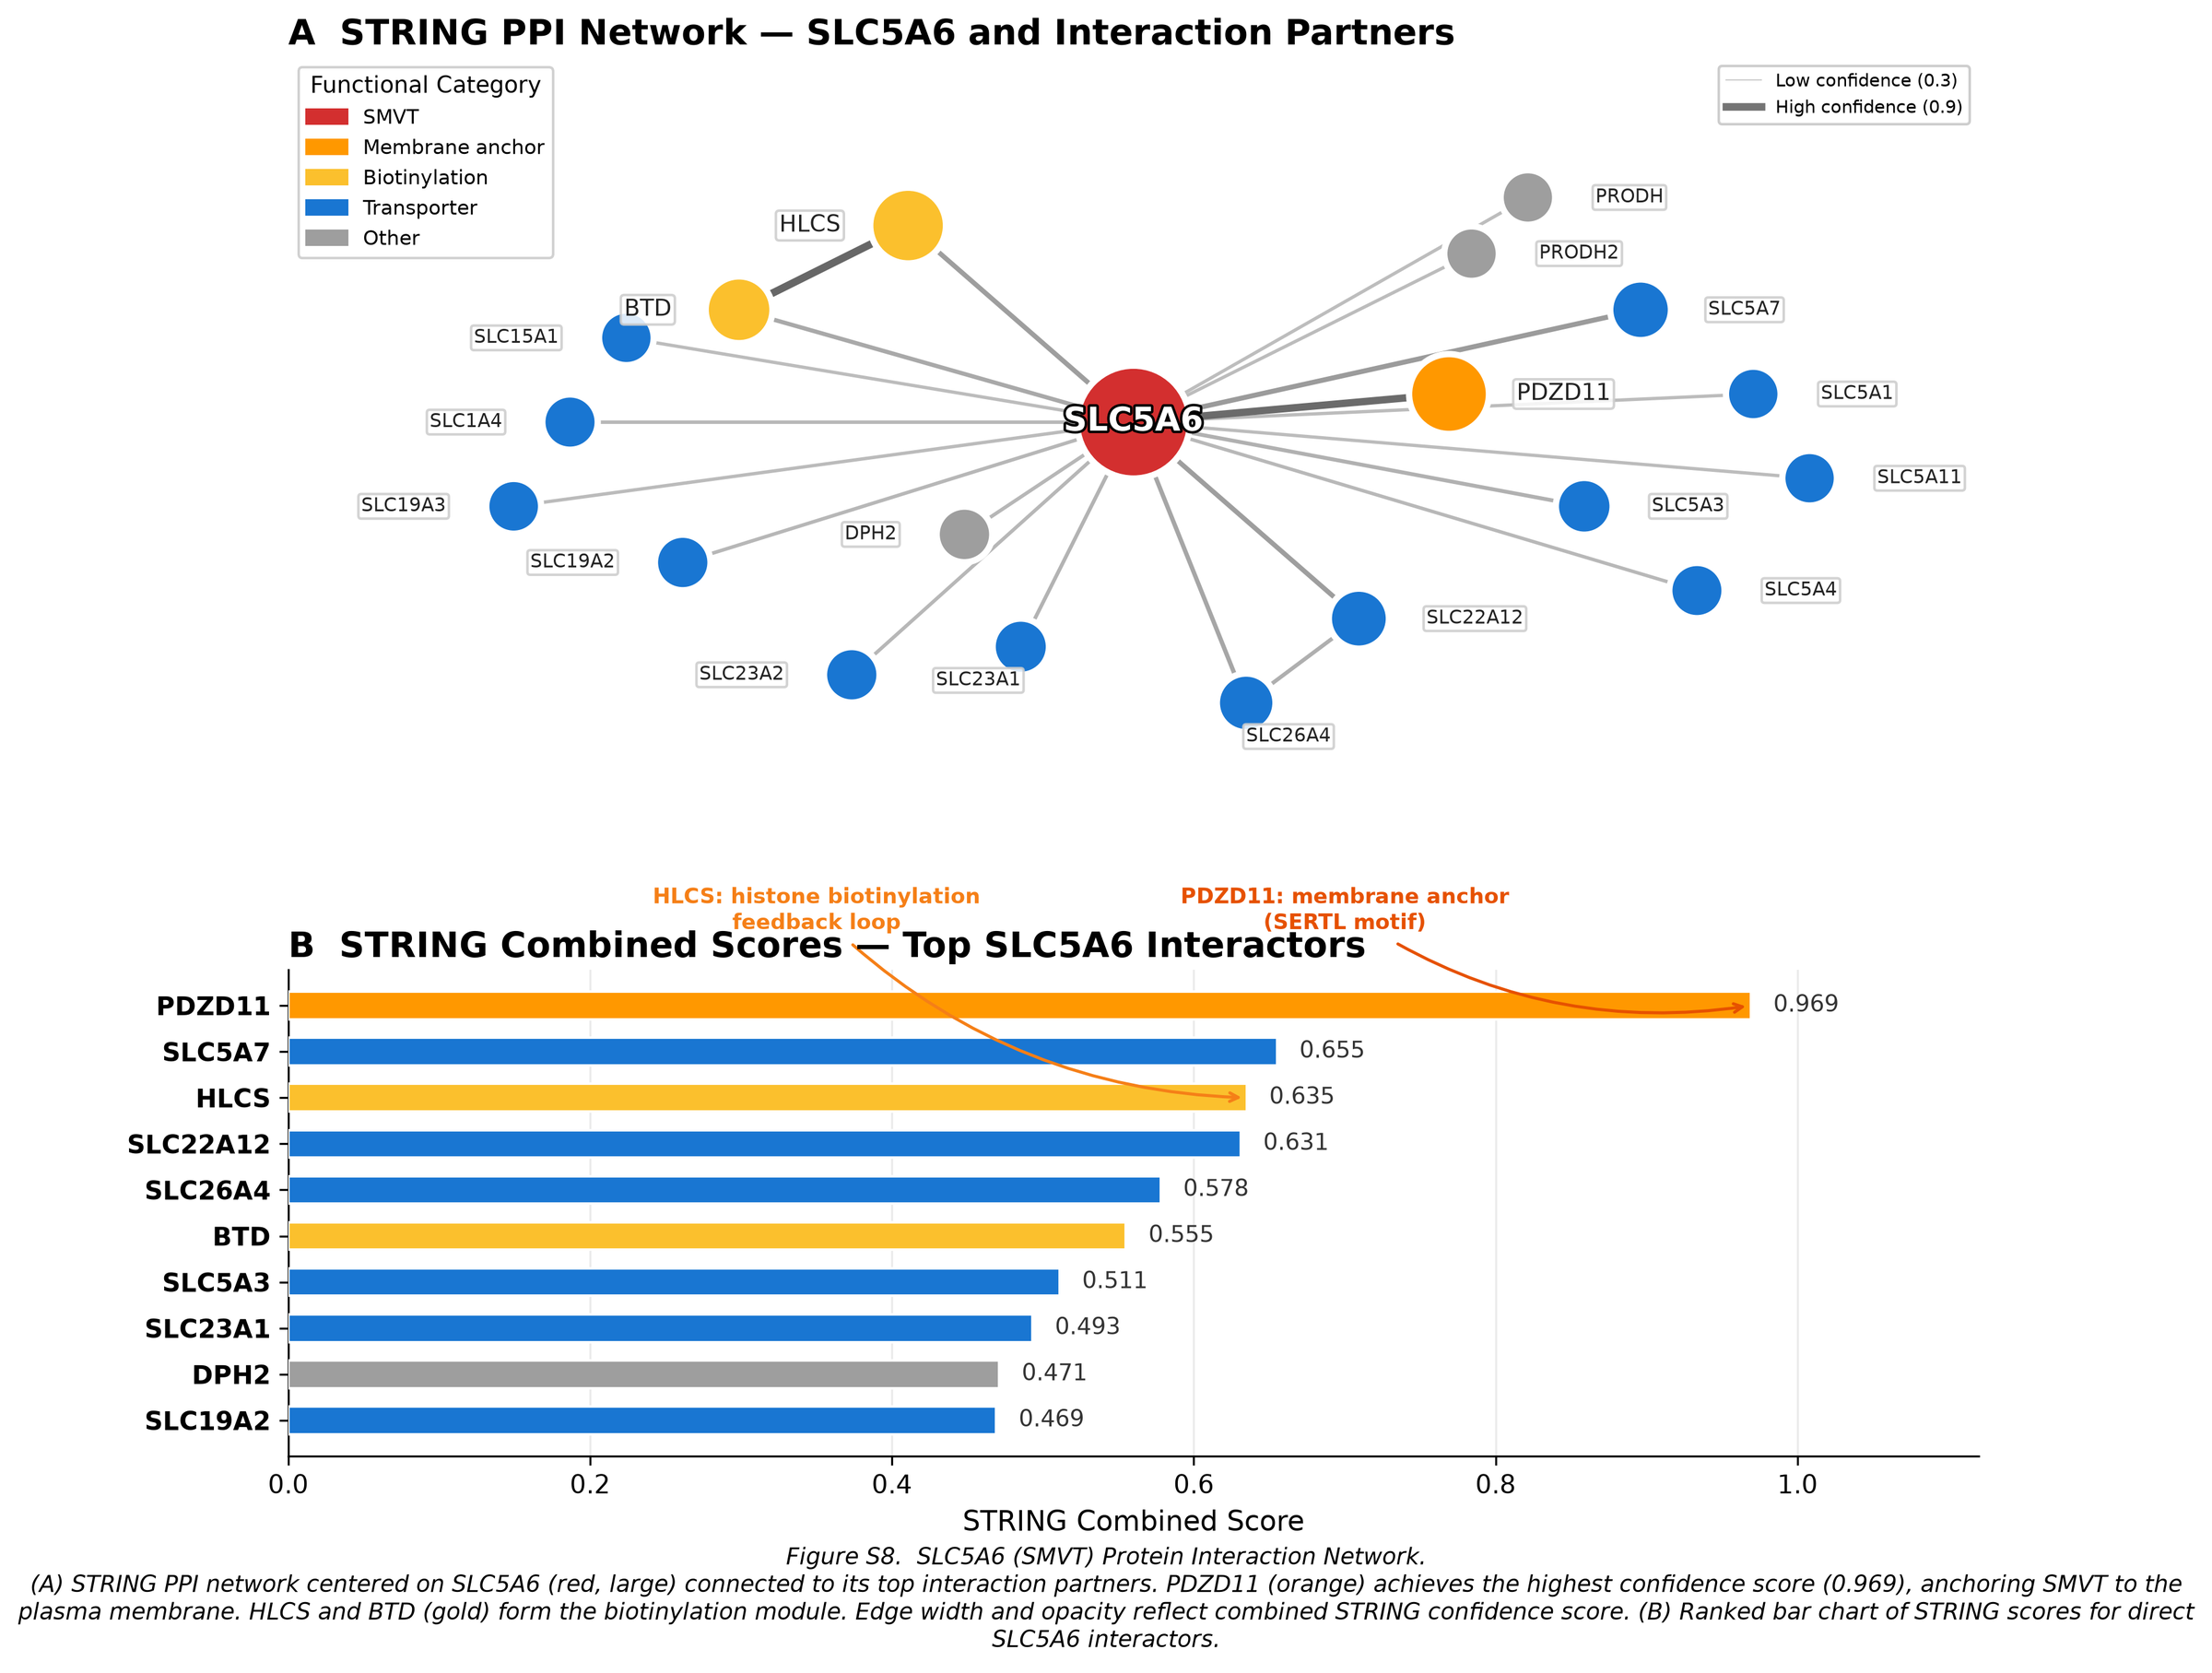 A  STRING PPI Network — SLC5A6 and Interaction Partners
Functional Category
SMVT
Membrane anchor
Biotinylation
Transporter
Other
Low confidence (0.3)
High confidence (0.9)
PRODH
HLCS
PRODH2
BTD
SLC5A7
SLC15A1
PDZD11
SLC5A1
SLC5A6
SLC1A4
SLC5A11
SLC19A3
SLC5A3
DPH2
SLC19A2
SLC5A4
SLC22A12
SLC23A2
SLC23A1
SLC26A4
HLCS: histone biotinylation
feedback loop
PDZD11: membrane anchor
(SERTL motif)
B  STRING Combined Scores — Top SLC5A6 Interactors
PDZD11
0.969
SLC5A7
0.655
HLCS
0.635
SLC22A12
0.631
SLC26A4
0.578
BTD
0.555
SLC5A3
0.511
SLC23A1
0.493
DPH2
0.471
SLC19A2
0.469
0.0
0.2
0.4
0.6
0.8
1.0
STRING Combined Score
Figure S8.  SLC5A6 (SMVT) Protein Interaction Network.
(A) STRING PPI network centered on SLC5A6 (red, large) connected to its top interaction partners. PDZD11 (orange) achieves the highest confidence score (0.969), anchoring SMVT to the
plasma membrane. HLCS and BTD (gold) form the biotinylation module. Edge width and opacity reflect combined STRING confidence score. (B) Ranked bar chart of STRING scores for direct
SLC5A6 interactors.